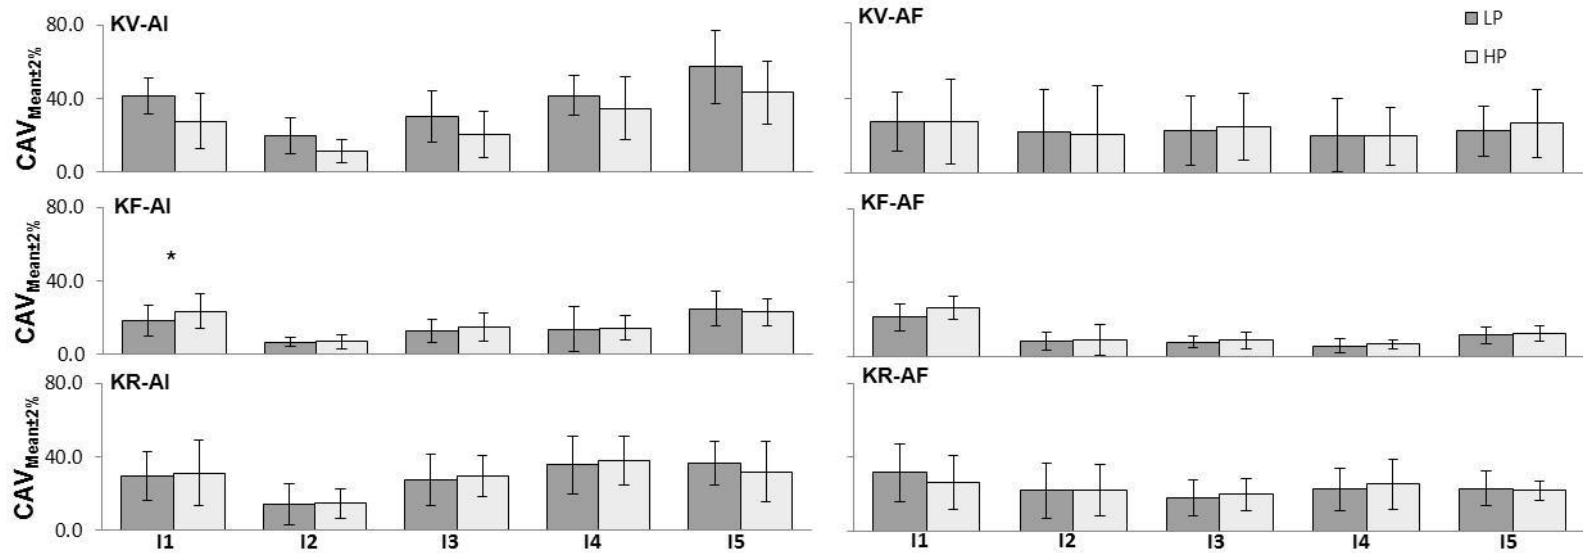 KV-AI
80.0
40.0
0.0
CAVMean±2%
KV-AF
LP
HP
KF-AI
80.0
40.0
0.0
CAVMean±2%
*
KF-AF
KR-AI
80.0
40.0
0.0
CAVMean±2%
I1 I2 I3 I4 I5
KR-AF
I1 I2 I3 I4 I5